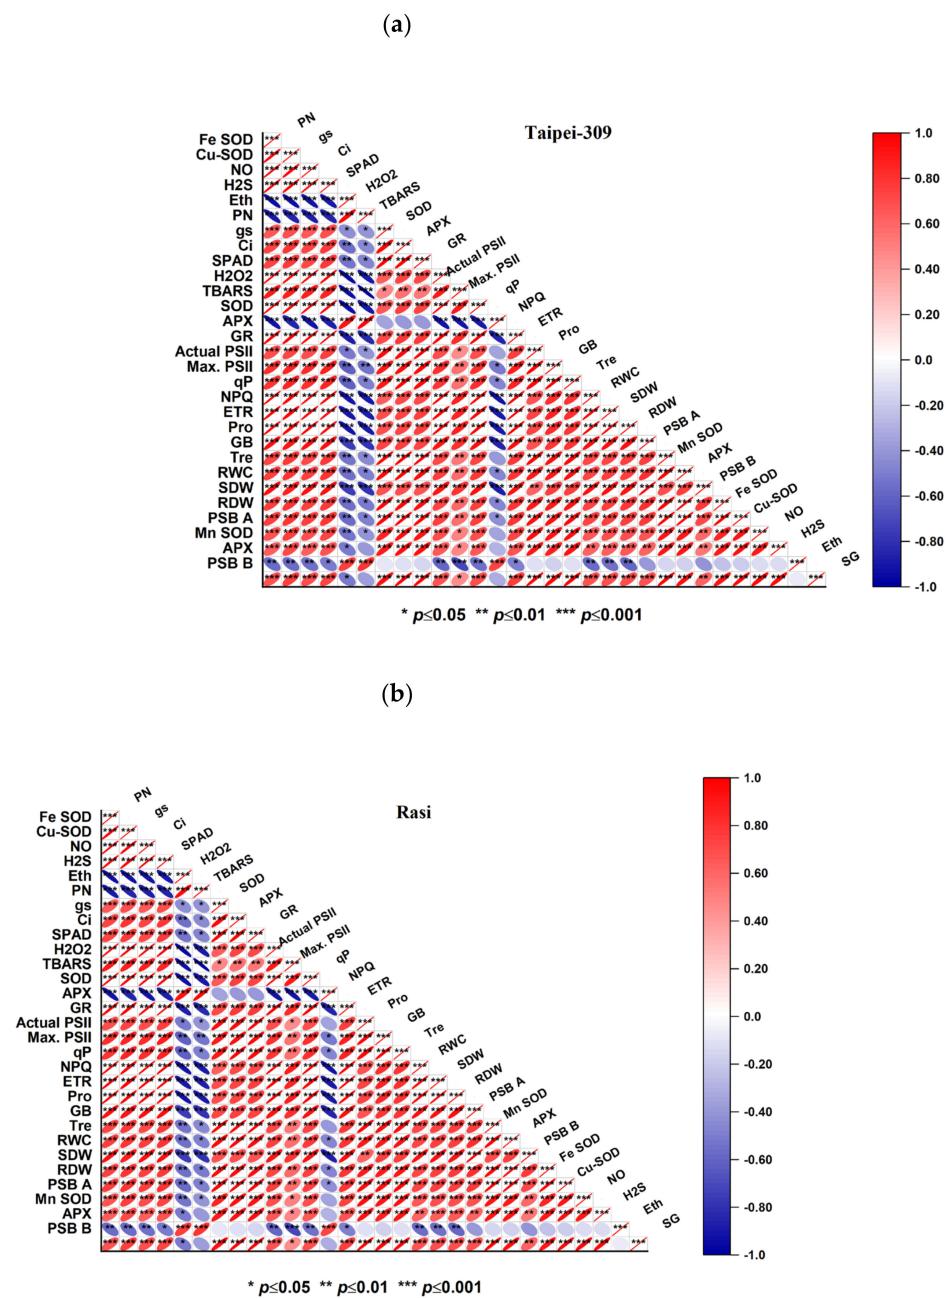 (a)
Taipei-309
PN
gs
Ci
SPAD
H2O2
TBARS
SOD
APX
GR
Actual PSII
Max. PSII
qP
NPQ
ETR
Pro
GB
Tre
RWC
SDW
RDW
PSB A
Mn SOD
APX
PSB B
Fe SOD
Cu-SOD
NO
H2S
Eth
SG
Fe SOD
Cu-SOD
NO
H2S
Eth
PN
gs
Ci
SPAD
H2O2
TBARS
SOD
APX
GR
Actual PSII
Max. PSII
qP
NPQ
ETR
Pro
GB
Tre
RWC
SDW
RDW
PSB A
Mn SOD
APX
PSB B
1.0
0.80
0.60
0.40
0.20
0.0
-0.20
-0.40
-0.60
-0.80
-1.0
* p≤0.05 ** p≤0.01 *** p≤0.001
(b)
Rasi
PN
gs
Ci
SPAD
H2O2
TBARS
SOD
APX
GR
Actual PSII
Max. PSII
qP
NPQ
ETR
Pro
GB
Tre
RWC
SDW
RDW
PSB A
Mn SOD
APX
PSB B
Fe SOD
Cu-SOD
NO
H2S
Eth
SG
Fe SOD
Cu-SOD
NO
H2S
Eth
PN
gs
Ci
SPAD
H2O2
TBARS
SOD
APX
GR
Actual PSII
Max. PSII
qP
NPQ
ETR
Pro
GB
Tre
RWC
SDW
RDW
PSB A
Mn SOD
APX
PSB B
1.0
0.80
0.60
0.40
0.20
0.0
-0.20
-0.40
-0.60
-0.80
-1.0
* p≤0.05 ** p≤0.01 *** p≤0.001